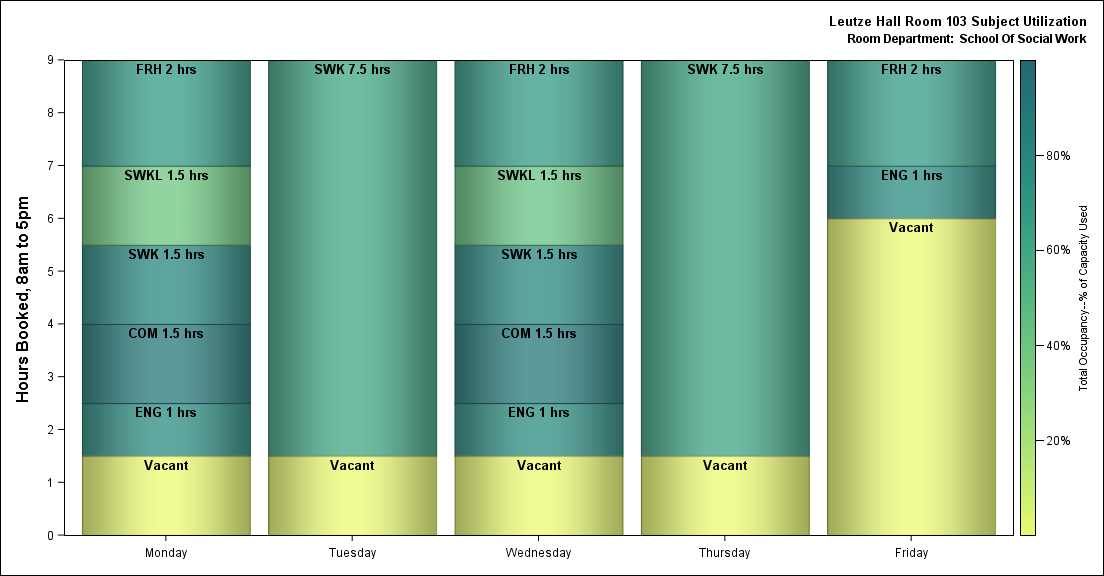 Leutze Hall Room 103 Subject Utilization
Room Department: School Of Social Work
Hours Booked, 8am to 5pm
9
8
7
6
5
4
3
2
1
0
FRH 2 hrs
SWKL 1.5 hrs
SWK 1.5 hrs
COM 1.5 hrs
ENG 1 hrs
Vacant
SWK 7.5 hrs
Vacant
FRH 2 hrs
SWKL 1.5 hrs
SWK 1.5 hrs
COM 1.5 hrs
ENG 1 hrs
Vacant
SWK 7.5 hrs
Vacant
FRH 2 hrs
ENG 1 hrs
Vacant
Monday
Tuesday
Wednesday
Thursday
Friday
80%
60%
40%
20%
Total Occupancy--% of Capacity Used